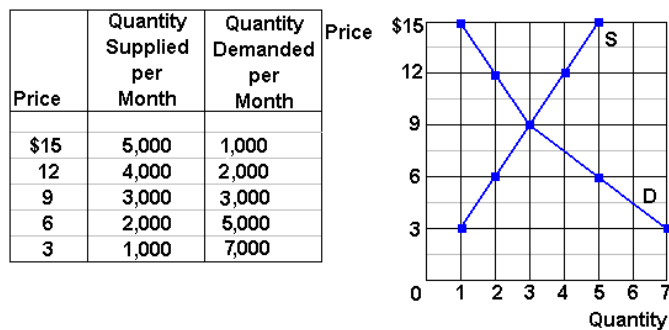 Price Quantity Supplied per Month Quantity Demanded per Month
$15 5,000 1,000
12 4,000 2,000
9 3,000 3,000
6 2,000 5,000
3 1,000 7,000
Price
$15
12
9
6
3
S
D
0 1 2 3 4 5 6 7
Quantity